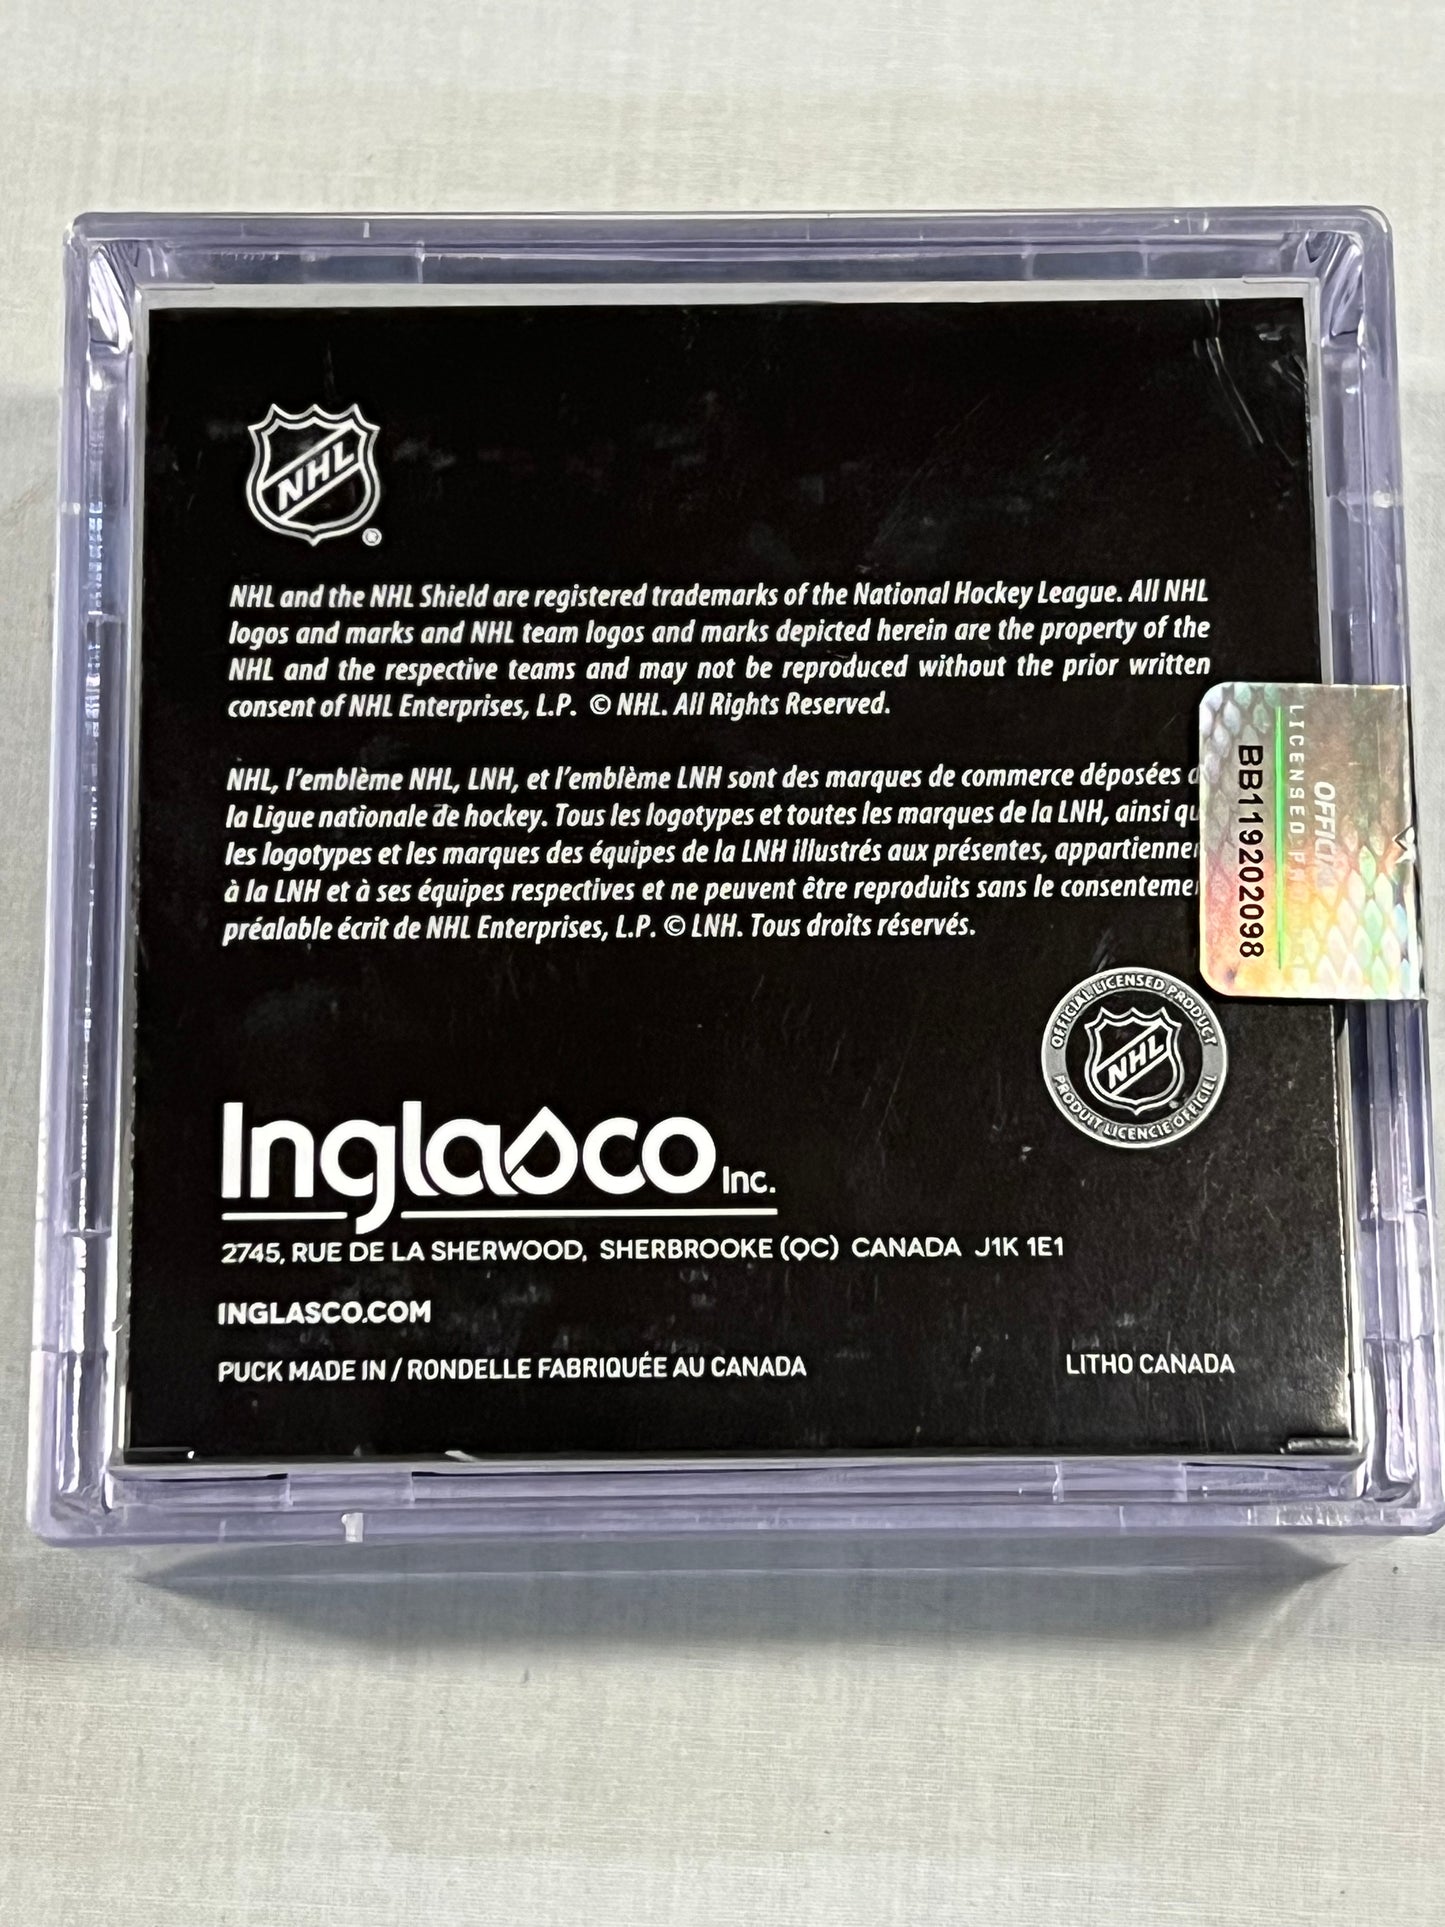 NHL
®
NHL and the NHL Shield are registered trademarks of the National Hockey League. All NHL
logos and marks and NHL team logos and marks depicted herein are the property of the
NHL and the respective teams and may not be reproduced without the prior written
consent of NHL Enterprises, L.P. © NHL. All Rights Reserved.
NHL, l'emblème NHL, LNH, et l'emblème LNH sont des marques de commerce déposées
la Ligue nationale de hockey. Tous les logotypes et toutes les marques de la LNH, ainsi
les logotypes et les marques des équipes de la LNH illustrés aux présentes,
à la LNH et à ses équipes respectives et ne peuvent être reproduits sans le
préalable écrit de NHL Enterprises, L.P. © LNH. Tous droits réservés.
LICENSED
BB119202098
OFFICIAL LICENSED PRODUCT
NHL
PRODUIT LICENCIE OFFICIEL
Inglasco Inc.
2745, RUE DE LA SHERWOOD, SHERBROOKE (QC) CANADA J1K 1E1
INGLASCO.COM
PUCK MADE IN / RONDELLE FABRIQUÉE AU CANADA
LITHO CANADA